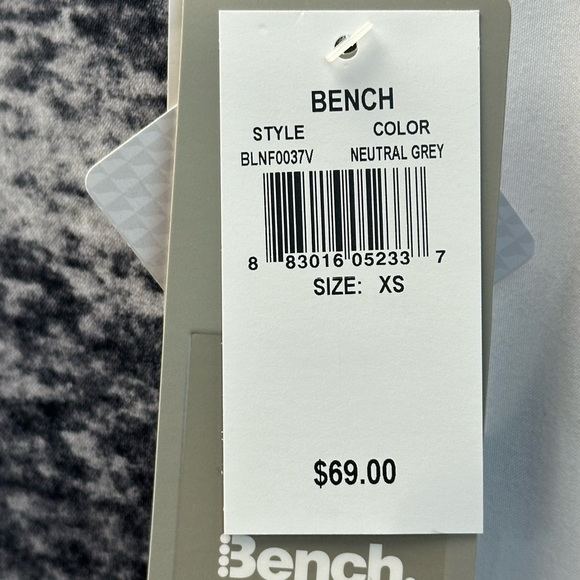 BENCH
STYLE COLOR
BLNF0037V NEUTRAL GREY
8 83016 05233 7
SIZE: XS
$69.00
Bench.